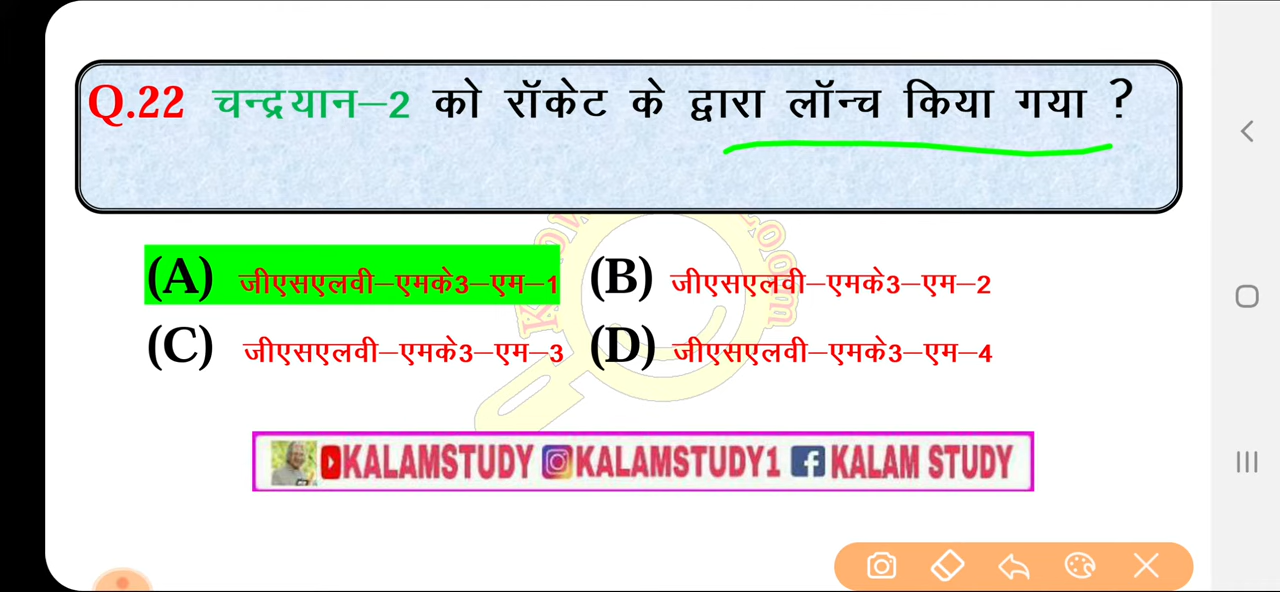 Q.22 चन्द्रयान–2 को रॉकेट के द्वारा लॉन्च किया गया ?
(A) जीएसएलवी–एमके3–एम–1 (B) जीएसएलवी–एमके3–एम–2
(C) जीएसएलवी–एमके3–एम–3 (D) जीएसएलवी–एमके3–एम–4
KALAMSTUDY KALAMSTUDY1 KALAM STUDY